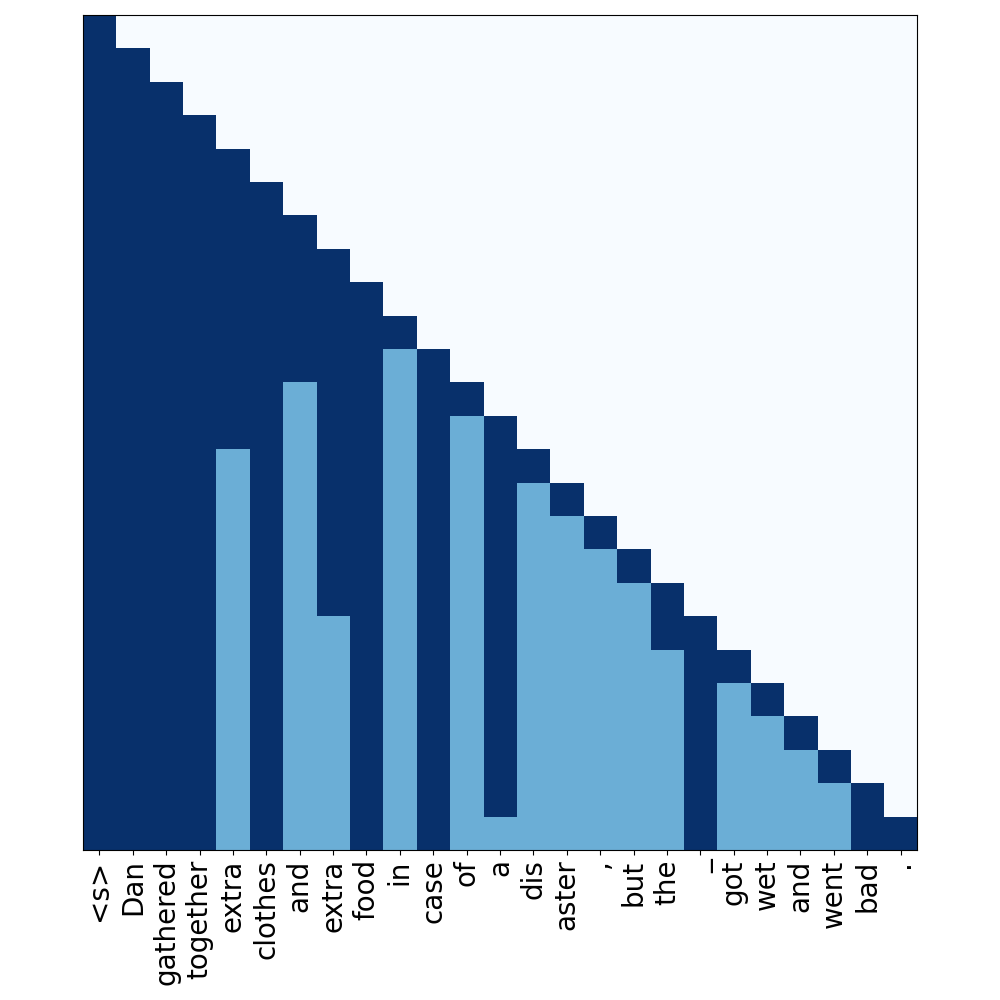 <s> Dan gathered together extra clothes and extra food in case of a dis aster , but the _ got wet and went bad .